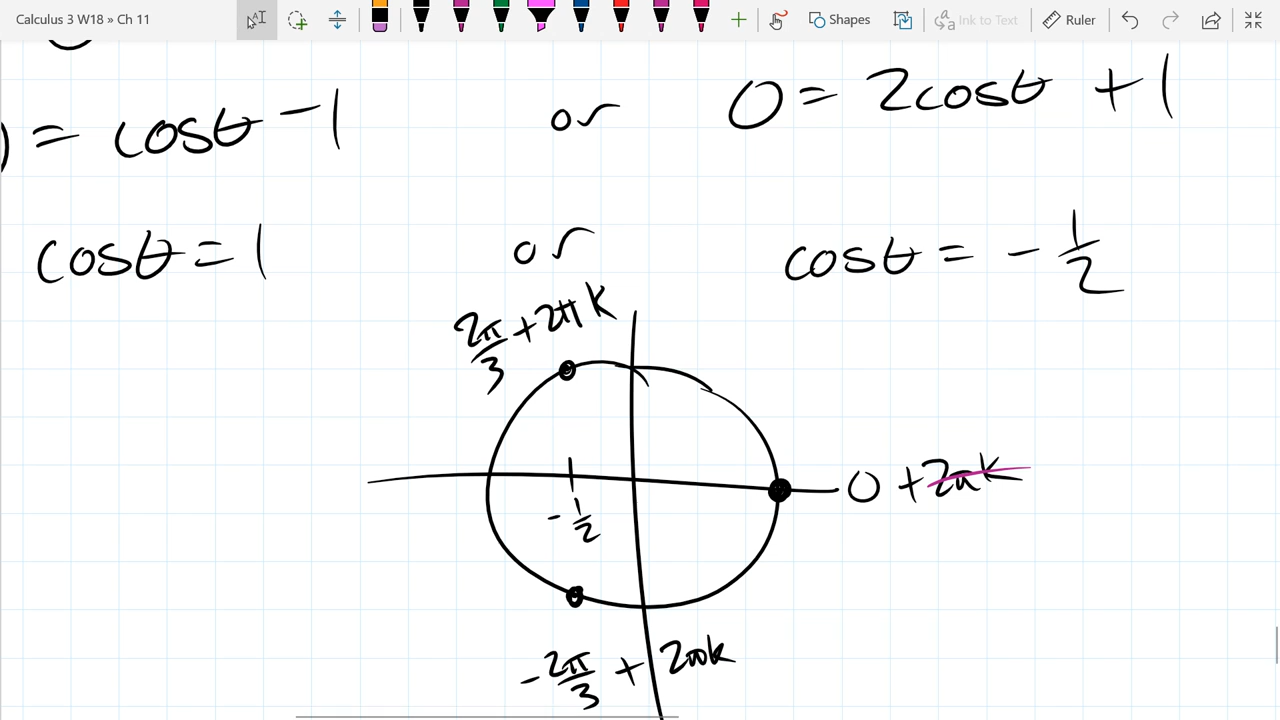 Calculus 3 W18 » Ch 11
Shapes
Ink to Text
Ruler
= cosθ - 1 or 0 = 2cosθ + 1
cosθ = 1 or cosθ = - 1/2
2π/3 + 2πk
0 + 2πk
- 1/2
- 2π/3 + 2πk